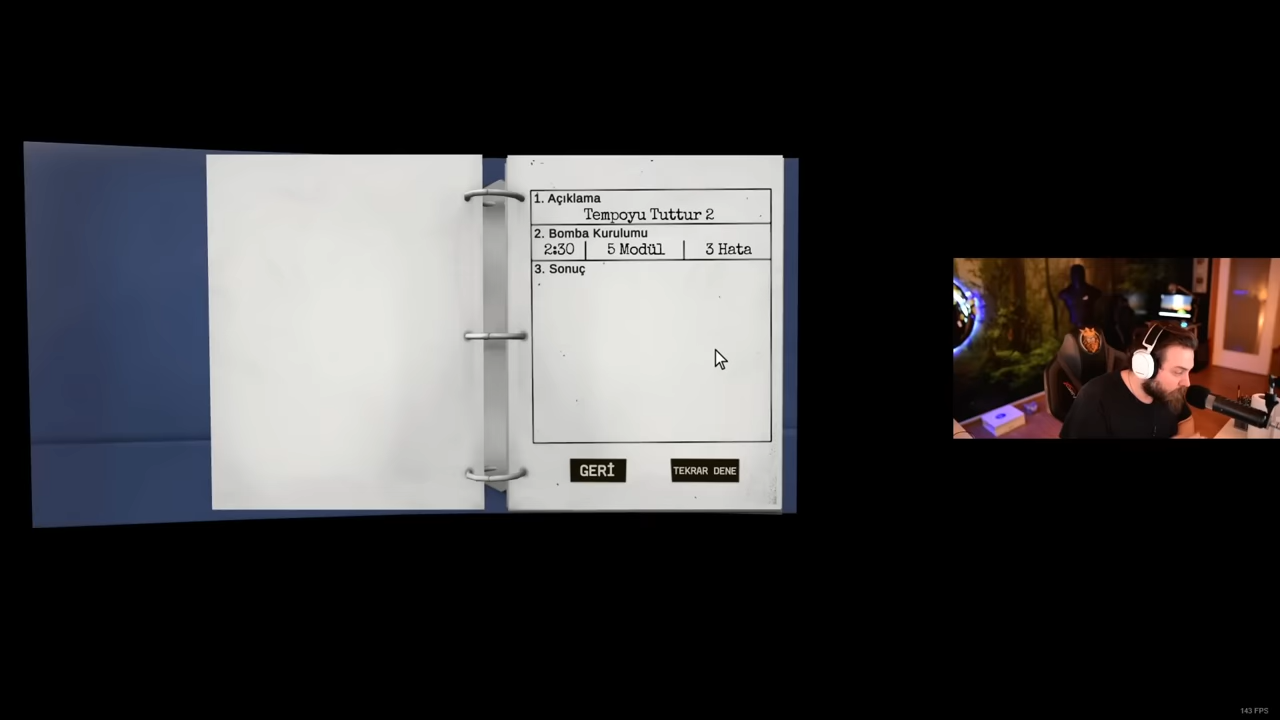 1. Açıklama
Tempoyu Tuttur 2
2. Bomba Kurulumu
2:30 | 5 Modül | 3 Hata
3. Sonuç
GERİ
TEKRAR DENE
143 FPS